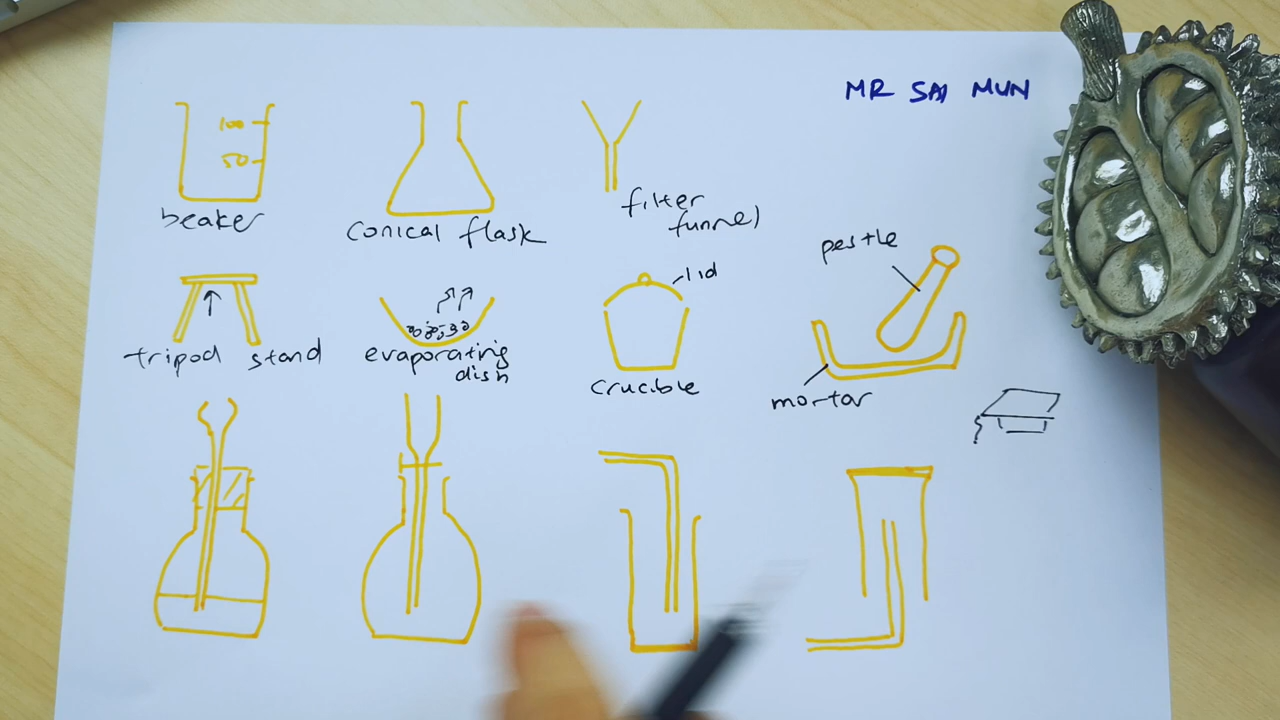 MR SAI MUN
100
50
beaker
conical flask
filter
funnel
pestle
lid
tripod stand
evaporating
dish
crucible
mortar